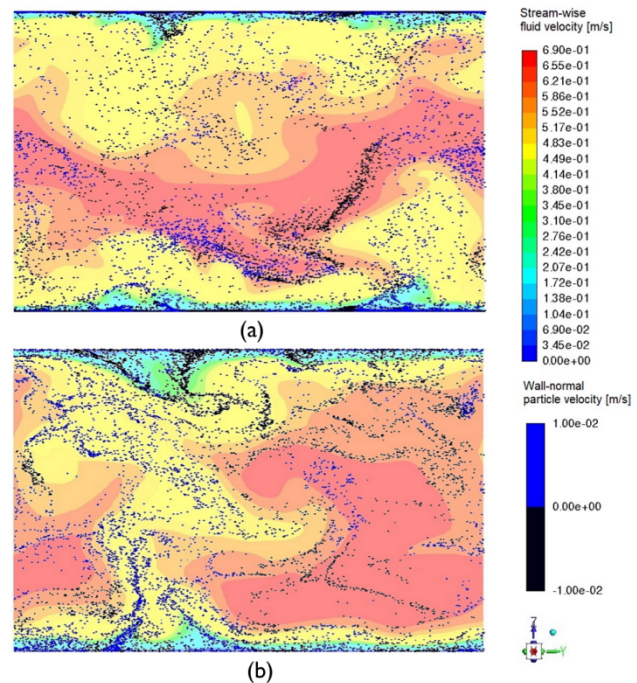 Stream-wise
fluid velocity [m/s]
6.90e-01
6.55e-01
6.21e-01
5.86e-01
5.52e-01
5.17e-01
4.83e-01
4.49e-01
4.14e-01
3.80e-01
3.45e-01
3.10e-01
2.76e-01
2.42e-01
2.07e-01
1.72e-01
1.38e-01
1.04e-01
6.90e-02
3.45e-02
0.00e+00
(a)
Wall-normal
particle velocity [m/s]
1.00e-02
0.00e+00
-1.00e-02
Z
Y
(b)